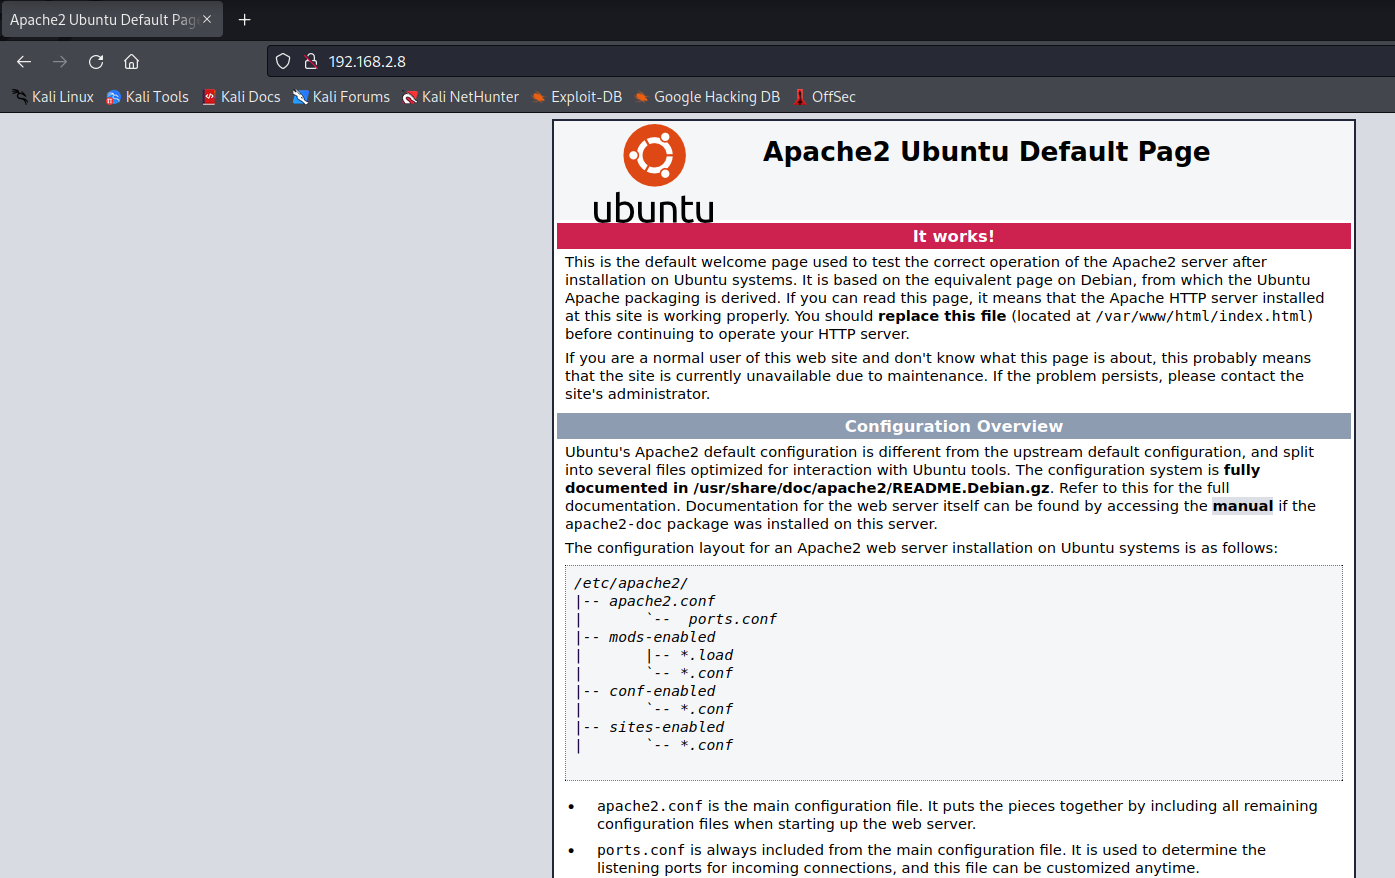 Apache2 Ubuntu Default Pag
192.168.2.8
Kali Linux Kali Tools Kali Docs Kali Forums Kali NetHunter Exploit-DB Google Hacking DB OffSec
ubuntu
Apache2 Ubuntu Default Page
It works!
This is the default welcome page used to test the correct operation of the Apache2 server after
installation on Ubuntu systems. It is based on the equivalent page on Debian, from which the Ubuntu
Apache packaging is derived. If you can read this page, it means that the Apache HTTP server installed
at this site is working properly. You should replace this file (located at /var/www/html/index.html)
before continuing to operate your HTTP server.
If you are a normal user of this web site and don't know what this page is about, this probably means
that the site is currently unavailable due to maintenance. If the problem persists, please contact the
site's administrator.
Configuration Overview
Ubuntu's Apache2 default configuration is different from the upstream default configuration, and split
into several files optimized for interaction with Ubuntu tools. The configuration system is fully
documented in /usr/share/doc/apache2/README.Debian.gz. Refer to this for the full
documentation. Documentation for the web server itself can be found by accessing the manual if the
apache2-doc package was installed on this server.
The configuration layout for an Apache2 web server installation on Ubuntu systems is as follows:
/etc/apache2/
|-- apache2.conf
|       `--  ports.conf
|-- mods-enabled
|       |-- *.load
|       `-- *.conf
|-- conf-enabled
|       `-- *.conf
|-- sites-enabled
|       `-- *.conf
• apache2.conf is the main configuration file. It puts the pieces together by including all remaining
configuration files when starting up the web server.
• ports.conf is always included from the main configuration file. It is used to determine the
listening ports for incoming connections, and this file can be customized anytime.